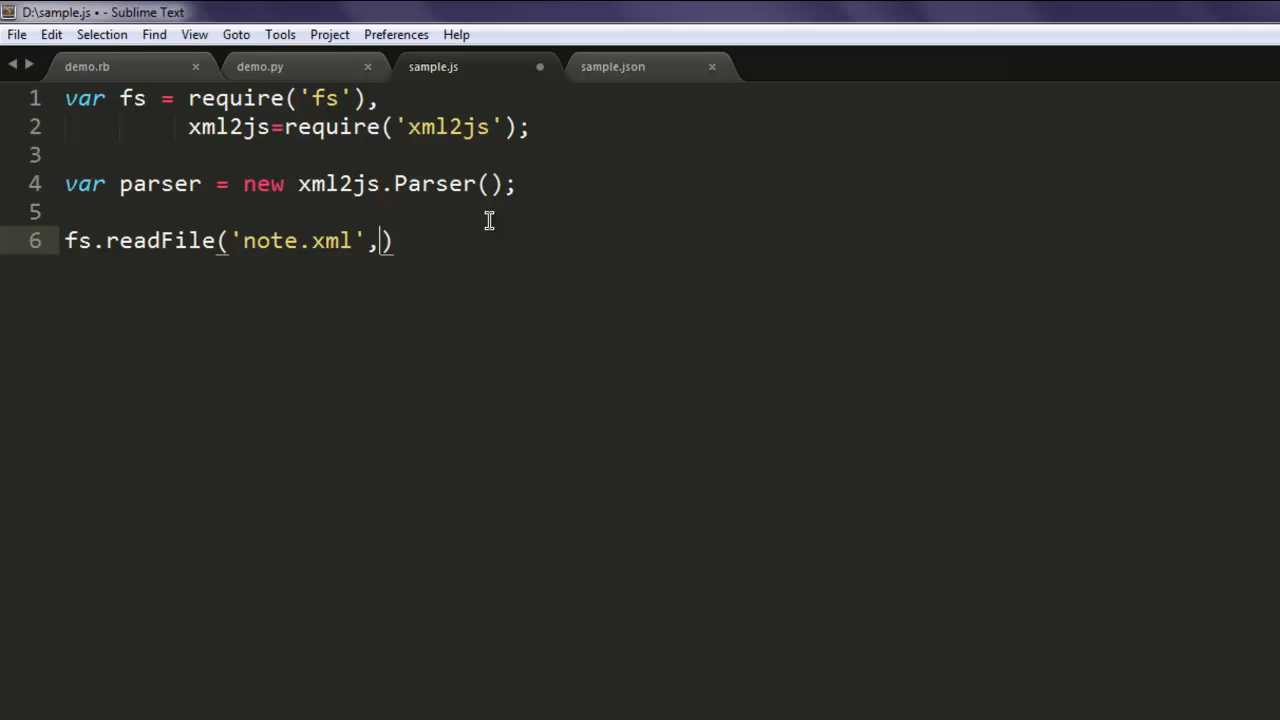 D:\sample.js • - Sublime Text
File Edit Selection Find View Goto Tools Project Preferences Help
demo.rb × demo.py × sample.js sample.json ×
1 var fs = require('fs'),
2 xml2js=require('xml2js');
3
4 var parser = new xml2js.Parser();
5
6 fs.readFile('note.xml',)